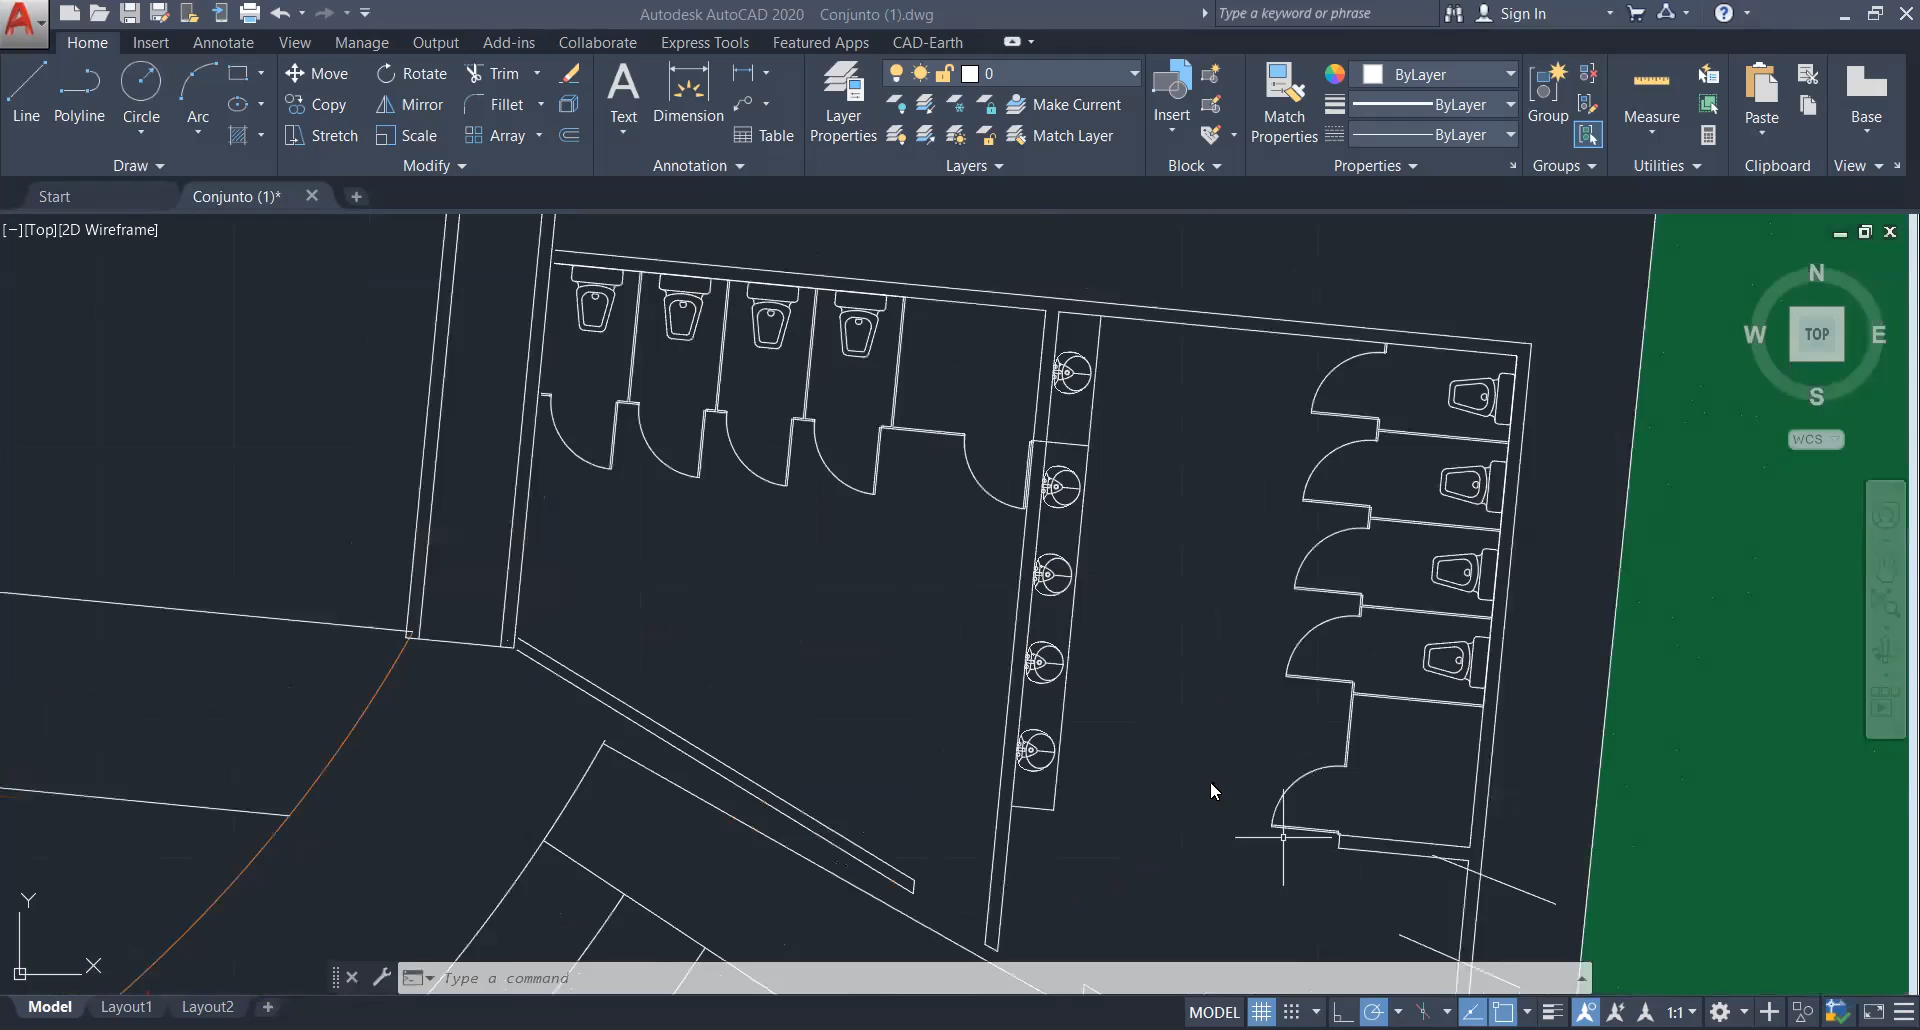 Autodesk AutoCAD 2020 Conjunto (1).dwg
Type a keyword or phrase
Sign In
Home Insert Annotate View Manage Output Add-ins Collaborate Express Tools Featured Apps CAD-Earth
Line Polyline Circle Arc
Draw
Move Rotate Trim
Copy Mirror Fillet
Stretch Scale Array
Modify
Text Dimension Table
Annotation
Layer Properties
0
Make Current
Match Layer
Layers
Insert
Block
Match Properties
ByLayer
ByLayer
ByLayer
Properties
Group
Groups
Measure
Utilities
Paste
Clipboard
Base
View
Start Conjunto (1)*
[−][Top][2D Wireframe]
N
W TOP E
S
WCS
Y
X
Type a command
Model Layout1 Layout2
MODEL 1:1